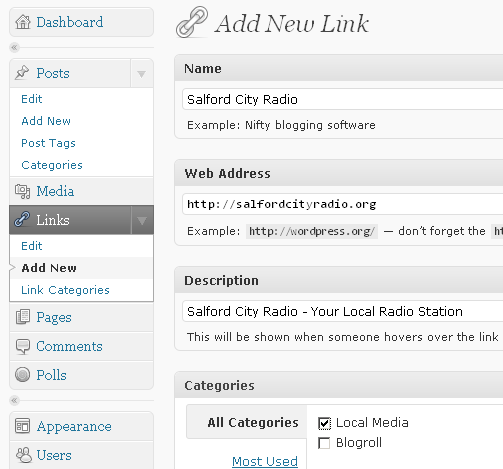 Dashboard
Posts
Edit
Add New
Post Tags
Categories
Media
Links
Edit
Add New
Link Categories
Pages
Comments
Polls
Appearance
Users
Add New Link
Name
Salford City Radio
Example: Nifty blogging software
Web Address
http://salfordcityradio.org
Example: http://wordpress.org/ — don't forget the
Description
Salford City Radio - Your Local Radio Station
This will be shown when someone hovers over the link
Categories
All Categories
Most Used
Local Media
Blogroll